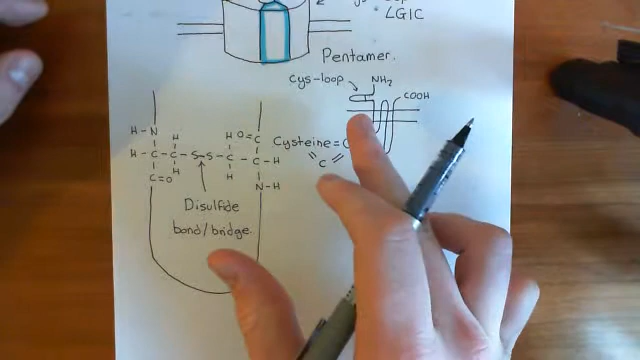 LGIC
Pentamer.
cys-loop
NH2
COOH
H-N
H
H O=C
Cysteine=C
H-C-C-S-S-C-C-H
C
H
H
C=O
N-H
Disulfide
bond/bridge.